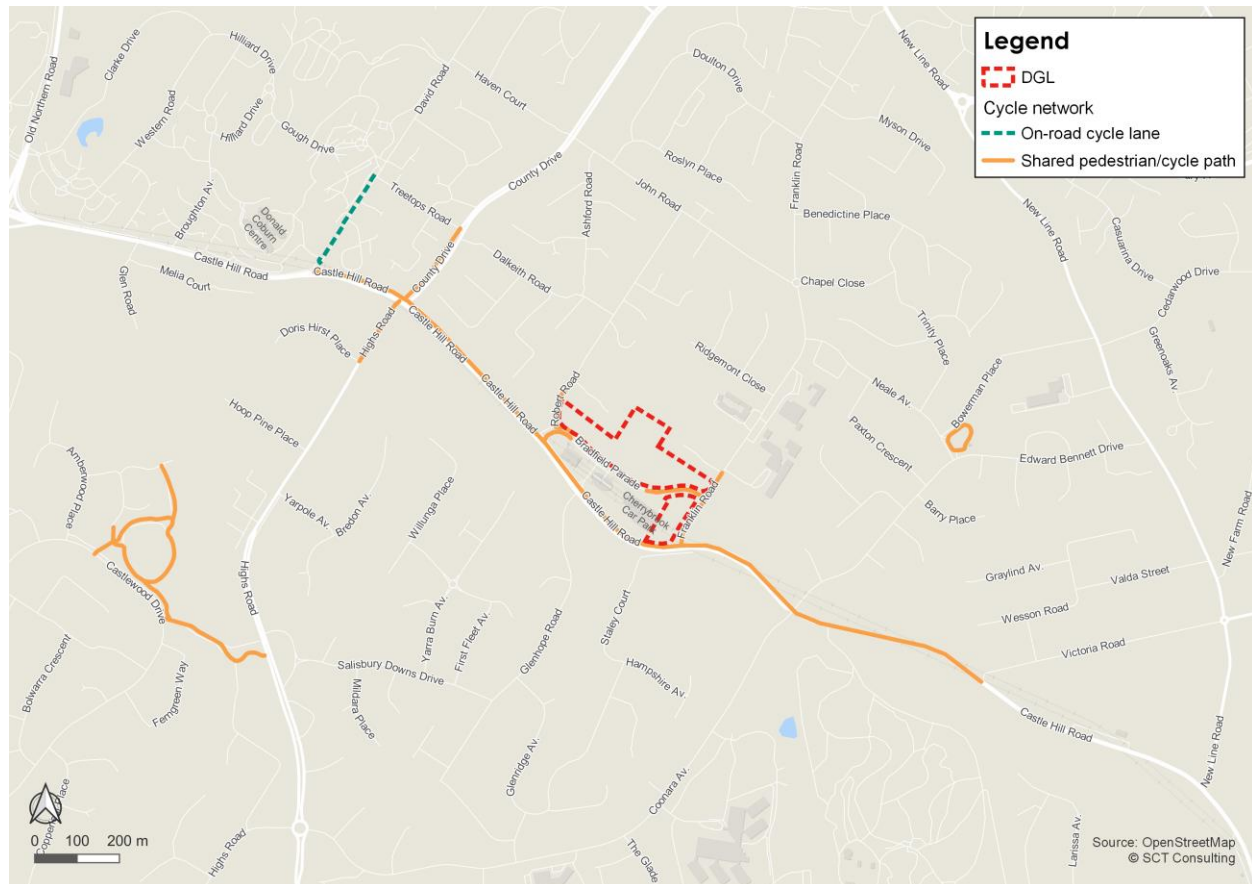 Legend
DGL
Cycle network
On-road cycle lane
Shared pedestrian/cycle path
Old Northern Road
Clarke Drive
Hilliard Drive
Western Road
Hilliard Drive
Gough Drive
David Road
Haven Court
Doulton Drive
New Line Road
Myson Drive
County Drive
Roslyn Place
John Road
Ashford Road
Franklin Road
Benedictine Place
New Line Road
Casuarina Drive
Cedarwood Drive
Greenoaks Av.
Broughton Av.
Donald
Coburn
Centre
Treetops Road
County Drive
Dalkeith Road
Castle Hill Road
Melia Court
Glen Road
Castle Hill Road
Castle Hill Road
Chapel Close
Trinity Place
Doris Hirst Place
Highs Road
Castle Hill Road
Ridgemont Close
Neale Av.
Bowerman Place
Hoop Pine Place
Castle Hill Road
Robert Road
Bradfield Parade
Paxton Crescent
Edward Bennett Drive
Amberwood Place
Yarpole Av.
Bredon Av.
Willunga Place
Castle Hill Road
Cherrybrook
Car Park
Franklin Road
Barry Place
New Farm Road
Castlewood Drive
Highs Road
Graylind Av.
Valda Street
Wesson Road
Victoria Road
Bolwarra Crescent
Ferngreen Way
Salisbury Downs Drive
Mildara Place
Yarra Burn Av.
First Fleet Av.
Glenhope Road
Staley Court
Hampshire Av.
Castle Hill Road
New Line Road
Glenridge Av.
Coonara Av.
Highs Road
The Glade
Larissa Av.
0 100 200 m
Source: OpenStreetMap
© SCT Consulting